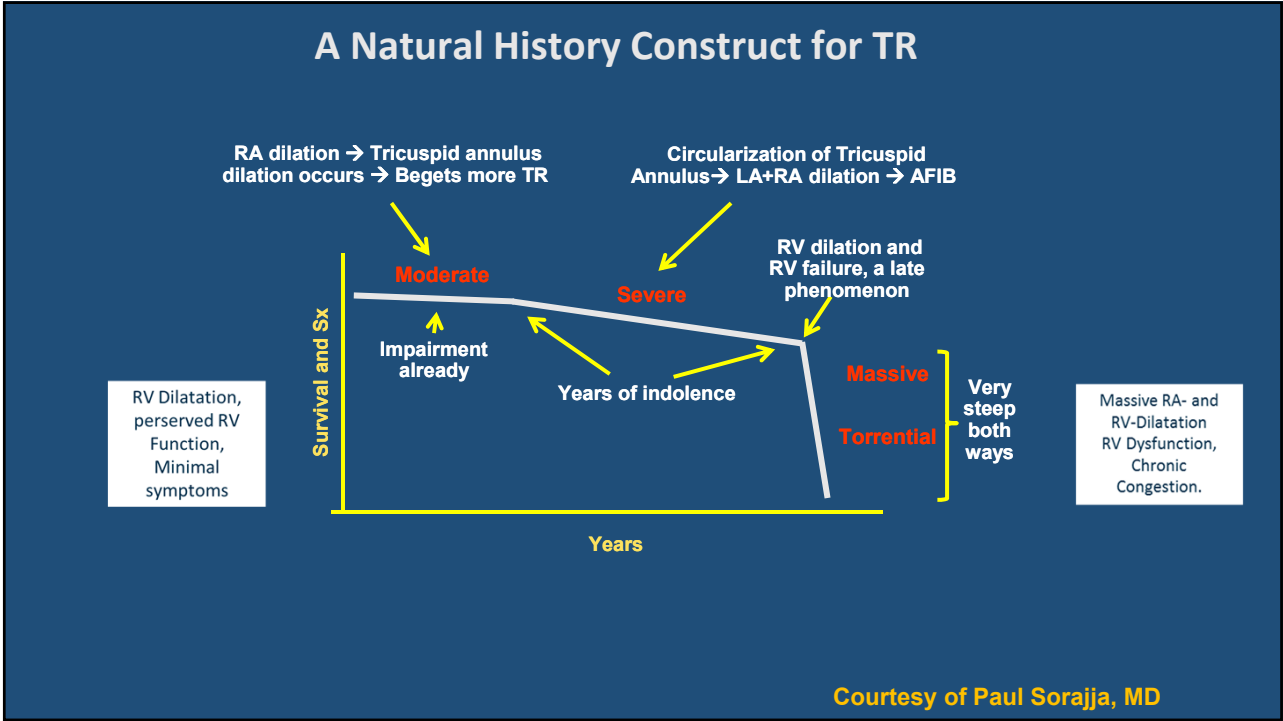 A Natural History Construct for TR
RA dilation → Tricuspid annulus
dilation occurs → Begets more TR
Circularization of Tricuspid
Annulus→ LA+RA dilation → AFIB
RV dilation and
RV failure, a late
phenomenon
Moderate
Severe
Survival and Sx
Impairment
already
Years of indolence
Massive
Torrential
Very
steep
both
ways
RV Dilatation,
perserved RV
Function,
Minimal
symptoms
Massive RA- and
RV-Dilatation
RV Dysfunction,
Chronic
Congestion.
Years
Courtesy of Paul Sorajja, MD